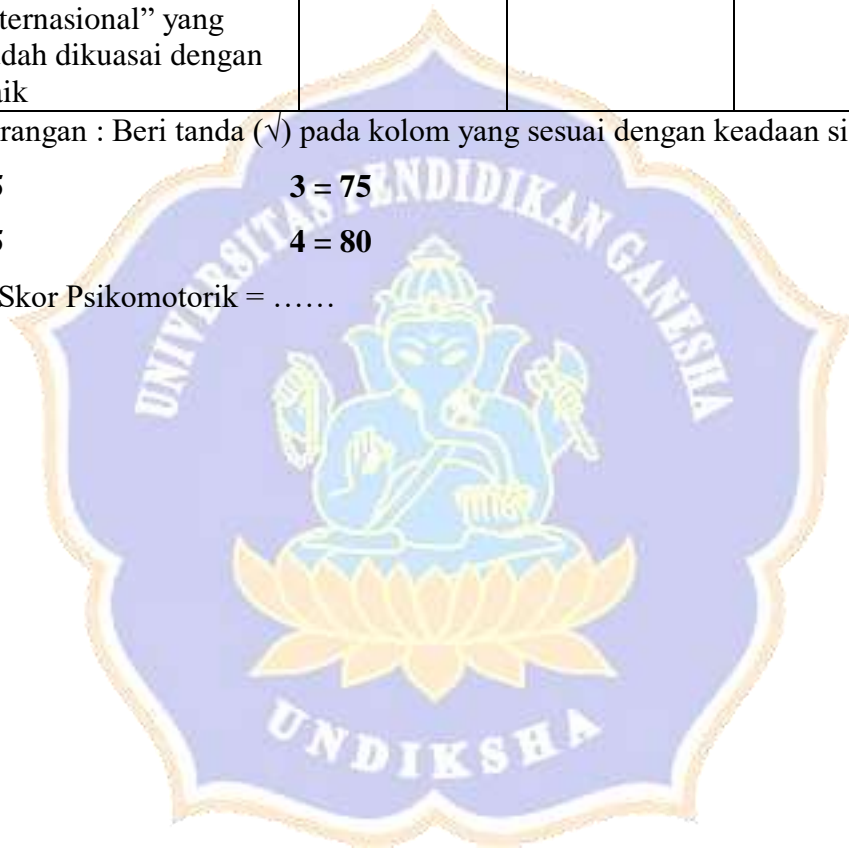 ternasional” yang
dah dikuasai dengan
aik
rangan : Beri tanda (√) pada kolom yang sesuai dengan keadaan si
3 = 75
4 = 80
Skor Psikomotorik = ……
UNIVERSITAS PENDIDIKAN GANESHA
UNDIKSHA